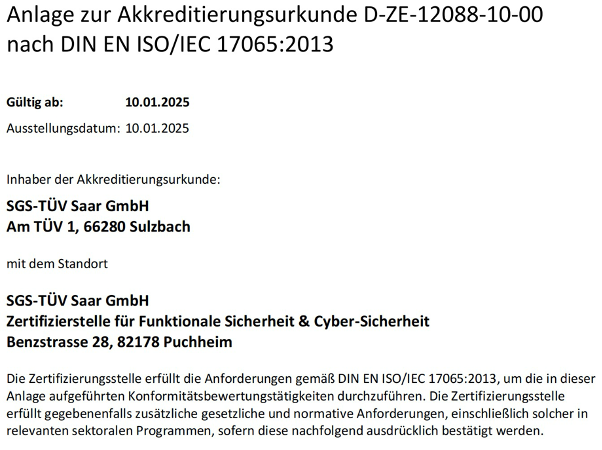 Anlage zur Akkreditierungsurkunde D-ZE-12088-10-00
nach DIN EN ISO/IEC 17065:2013
Gültig ab: 10.01.2025
Ausstellungsdatum: 10.01.2025
Inhaber der Akkreditierungsurkunde:
SGS-TÜV Saar GmbH
Am TÜV 1, 66280 Sulzbach
mit dem Standort
SGS-TÜV Saar GmbH
Zertifizierstelle für Funktionale Sicherheit & Cyber-Sicherheit
Benzstrasse 28, 82178 Puchheim
Die Zertifizierungsstelle erfüllt die Anforderungen gemäß DIN EN ISO/IEC 17065:2013, um die in dieser
Anlage aufgeführten Konformitätsbewertungstätigkeiten durchzuführen. Die Zertifizierungsstelle
erfüllt gegebenenfalls zusätzliche gesetzliche und normative Anforderungen, einschließlich solcher in
relevanten sektoralen Programmen, sofern diese nachfolgend ausdrücklich bestätigt werden.